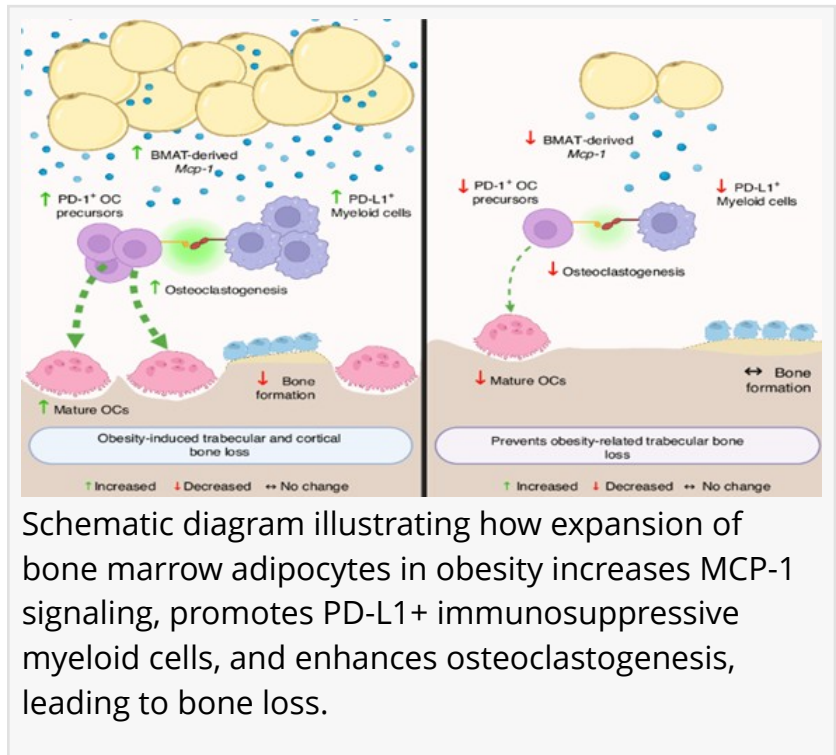 ↑ BMAT-derived
Mcp-1
↑ PD-1⁺ OC
precursors
↑ PD-L1⁺
Myeloid cells
↑ Osteoclastogenesis
↓ Bone
formation
↑ Mature OCs
Obesity-induced trabecular and cortical
bone loss
↑ Increased ↓ Decreased ↔ No change
↓ BMAT-derived
Mcp-1
↓ PD-1⁺ OC
precursors
↓ PD-L1⁺
Myeloid cells
↓ Osteoclastogenesis
↓ Mature OCs
↔ Bone
formation
Prevents obesity-related trabecular bone
loss
↑ Increased ↓ Decreased ↔ No change
Schematic diagram illustrating how expansion of
bone marrow adipocytes in obesity increases MCP-1
signaling, promotes PD-L1+ immunosuppressive
myeloid cells, and enhances osteoclastogenesis,
leading to bone loss.